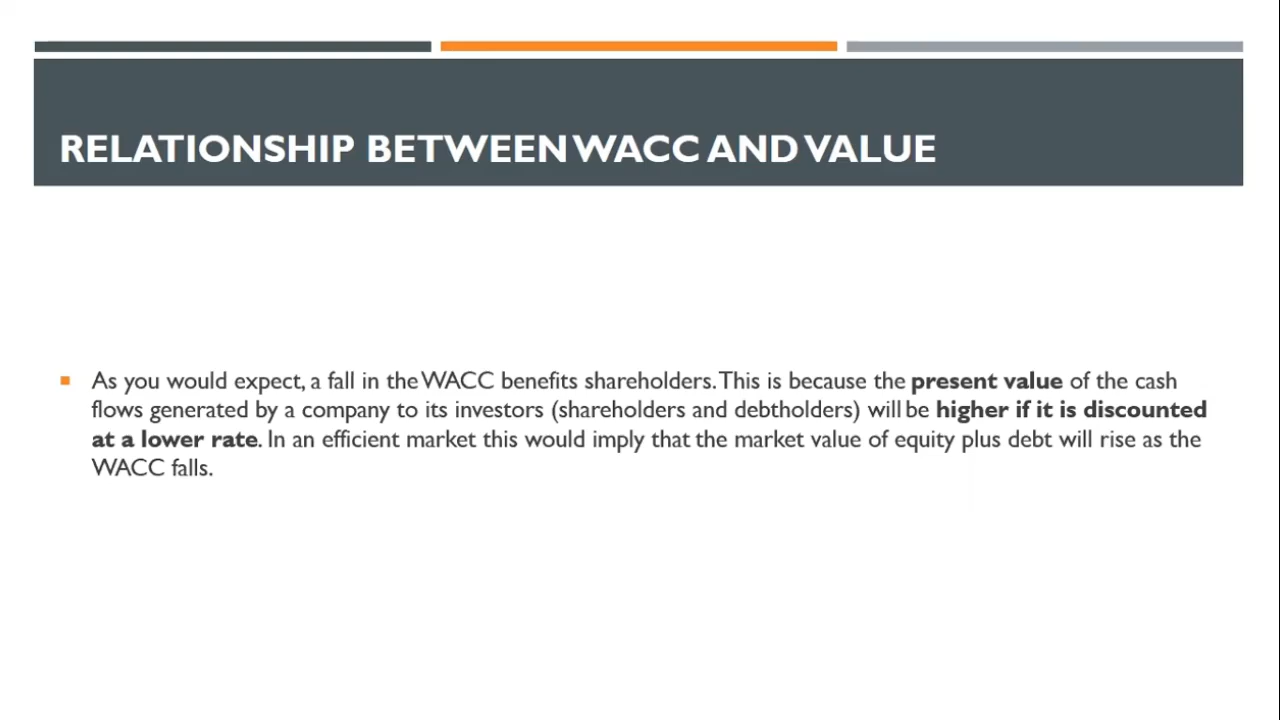 RELATIONSHIP BETWEEN WACC AND VALUE
As you would expect, a fall in the WACC benefits shareholders. This is because the present value of the cash
flows generated by a company to its investors (shareholders and debtholders) will be higher if it is discounted
at a lower rate. In an efficient market this would imply that the market value of equity plus debt will rise as the
WACC falls.